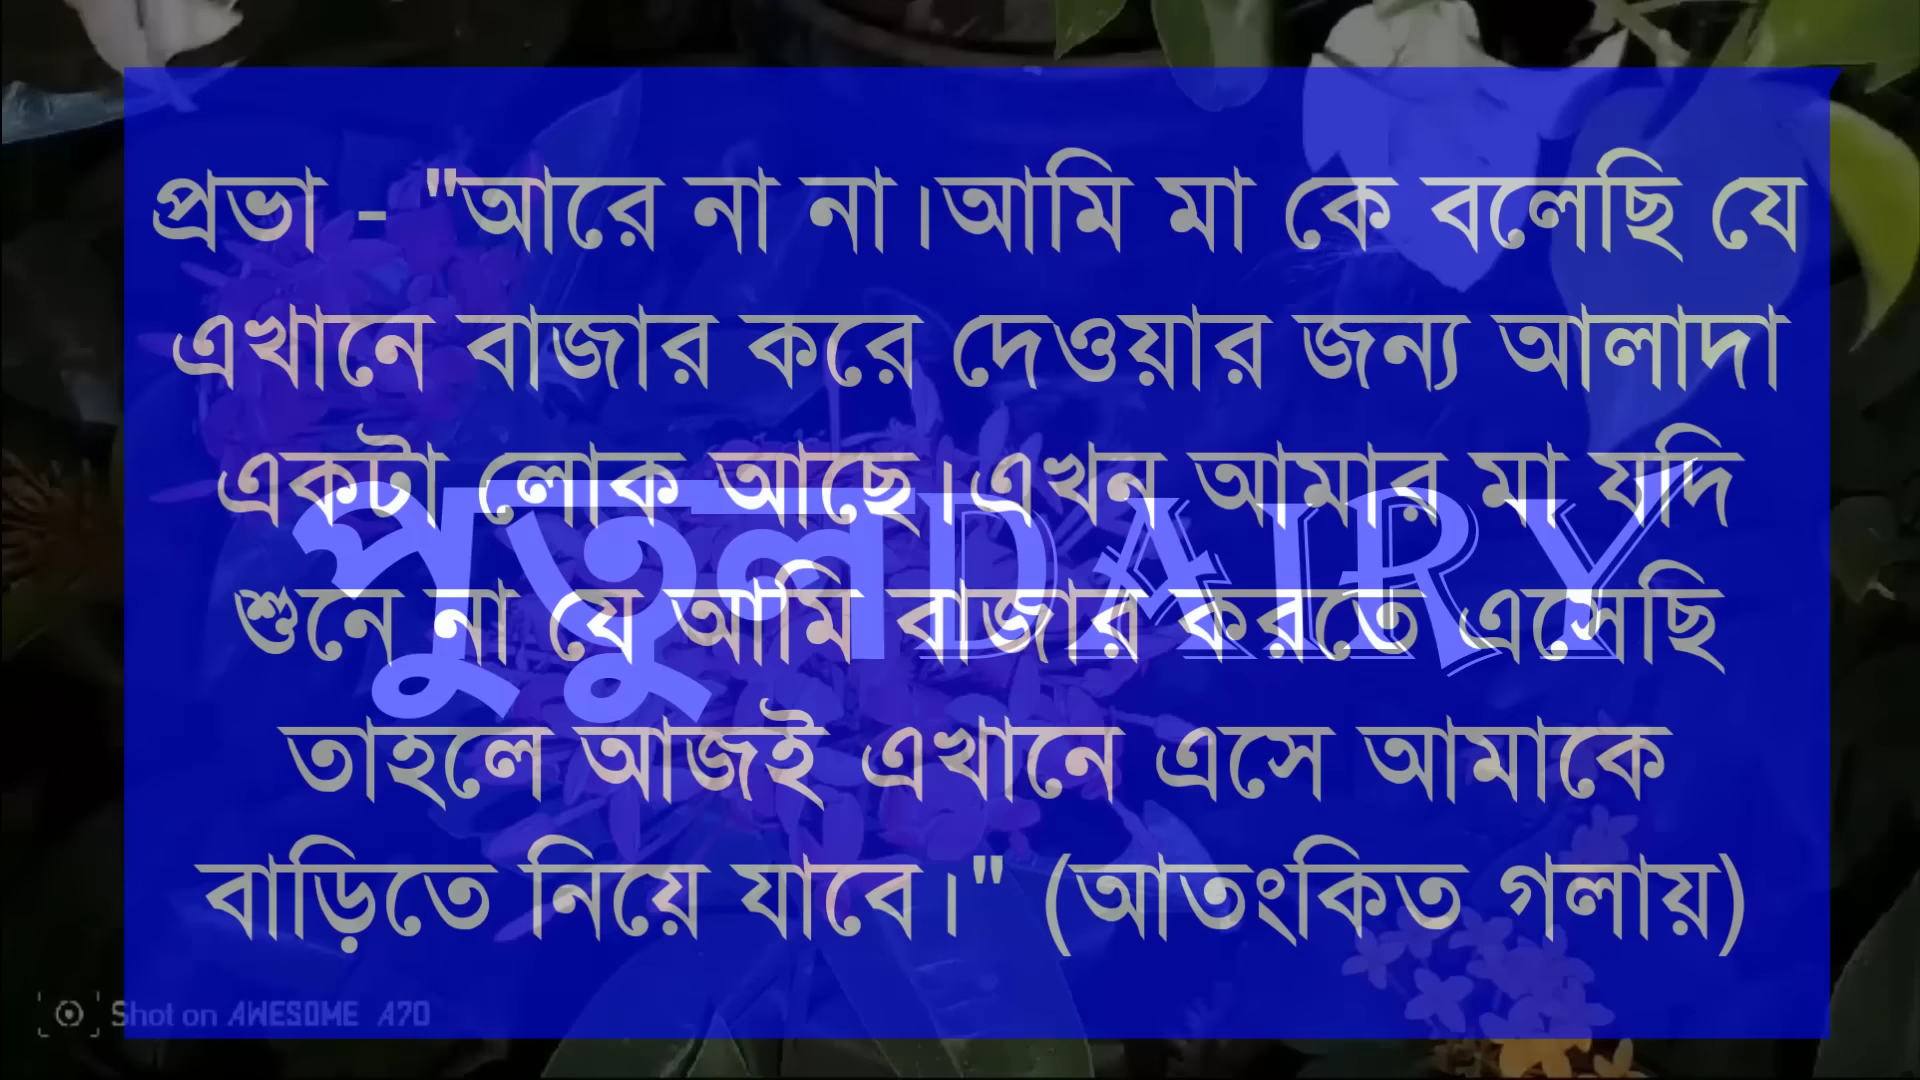 প্রভা - "আরে না না।আমি মা কে বলেছি যে
এখানে বাজার করে দেওয়ার জন্য আলাদা
একটা লোক আছে।এখন আমার মা যদি
পুতুলDAIRY
শুনে না যে আমি বাজার করতে এসেছি
তাহলে আজই এখানে এসে আমাকে
বাড়িতে নিয়ে যাবে।" (আতংকিত গলায়)
Shot on AWESOME A70